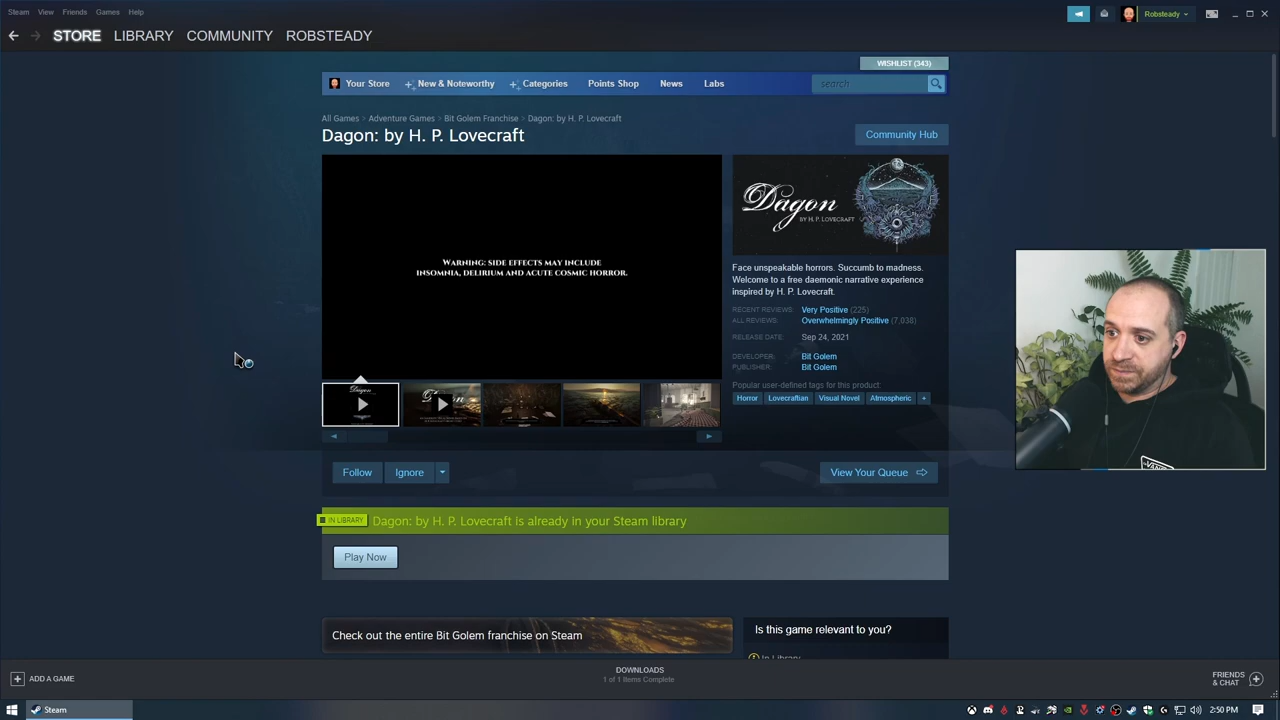 Steam View Friends Games Help
Robsteady
STORE LIBRARY COMMUNITY ROBSTEADY
WISHLIST (343)
Your Store New & Noteworthy Categories Points Shop News Labs search
All Games > Adventure Games > Bit Golem Franchise > Dagon: by H. P. Lovecraft
Dagon: by H. P. Lovecraft
Community Hub
WARNING: SIDE EFFECTS MAY INCLUDE
INSOMNIA, DELIRIUM AND ACUTE COSMIC HORROR.
Dagon
BY H. P. LOVECRAFT
Face unspeakable horrors. Succumb to madness.
Welcome to a free daemonic narrative experience
inspired by H. P. Lovecraft.
RECENT REVIEWS: Very Positive (225)
ALL REVIEWS: Overwhelmingly Positive (7,038)
RELEASE DATE: Sep 24, 2021
DEVELOPER: Bit Golem
PUBLISHER: Bit Golem
Popular user-defined tags for this product:
Horror Lovecraftian Visual Novel Atmospheric +
Dagon
Follow Ignore
View Your Queue
IN LIBRARY Dagon: by H. P. Lovecraft is already in your Steam library
Play Now
Check out the entire Bit Golem franchise on Steam
Is this game relevant to you?
In Library
ADD A GAME
DOWNLOADS
1 of 1 Items Complete
FRIENDS
& CHAT
Steam
2:50 PM